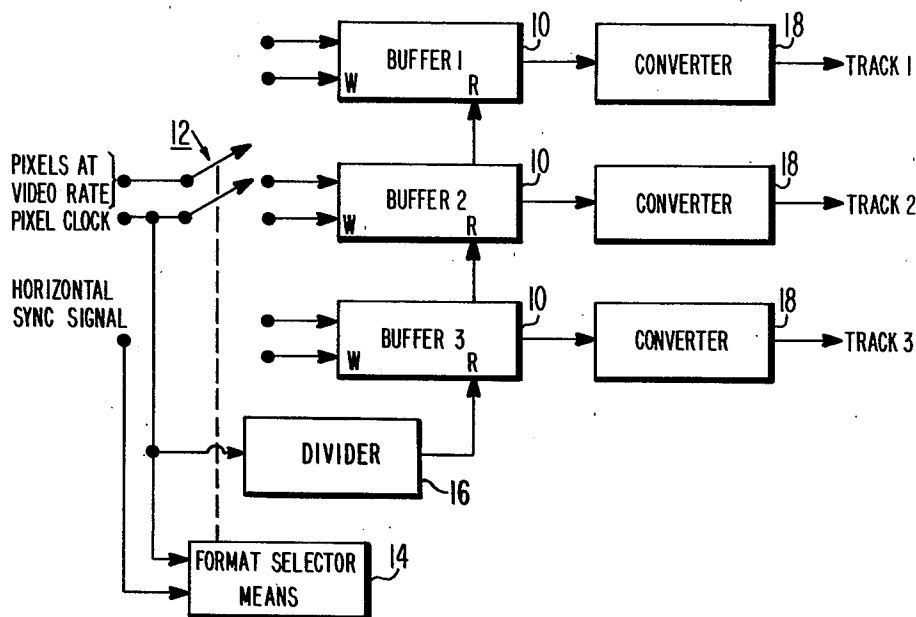 10
18
BUFFER 1
W
R
CONVERTER
TRACK 1
12
PIXELS AT
VIDEO RATE
PIXEL CLOCK
10
18
BUFFER 2
W
R
CONVERTER
TRACK 2
HORIZONTAL
SYNC SIGNAL
10
18
BUFFER 3
W
R
CONVERTER
TRACK 3
DIVIDER
16
FORMAT SELECTOR
MEANS
14